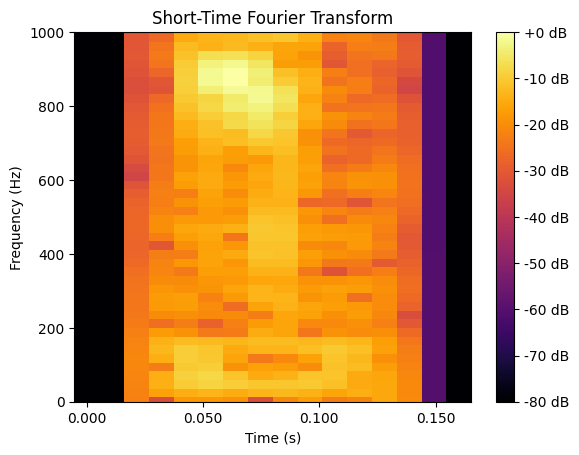 Short-Time Fourier Transform
1000
800
600
400
200
0
Frequency (Hz)
0.000
0.050
0.100
0.150
Time (s)
+0 dB
-10 dB
-20 dB
-30 dB
-40 dB
-50 dB
-60 dB
-70 dB
-80 dB